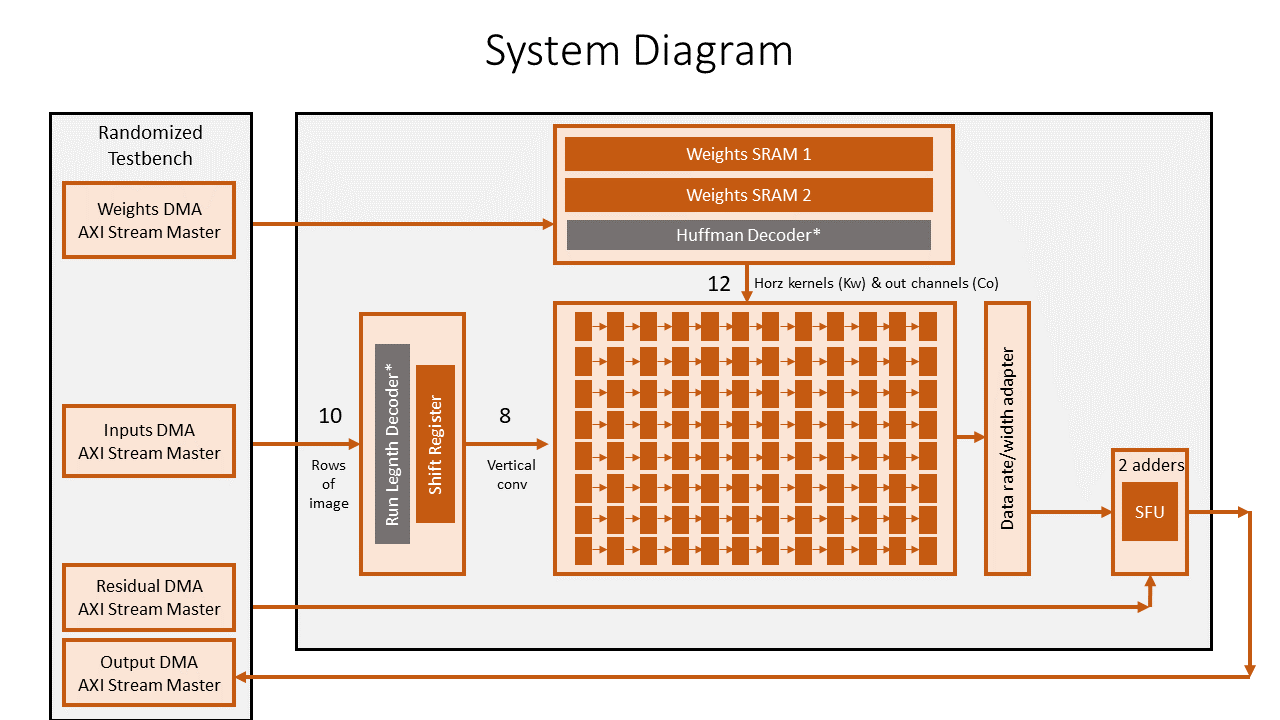 System Diagram
Randomized
Testbench
Weights DMA
AXI Stream Master
Inputs DMA
AXI Stream Master
Residual DMA
AXI Stream Master
Output DMA
AXI Stream Master
Weights SRAM 1
Weights SRAM 2
Huffman Decoder*
12
Horz kernels (Kw) & out channels (Co)
10
Rows
of
image
Run Legnth Decoder*
Shift Register
8
Vertical
conv
Data rate/width adapter
2 adders
SFU